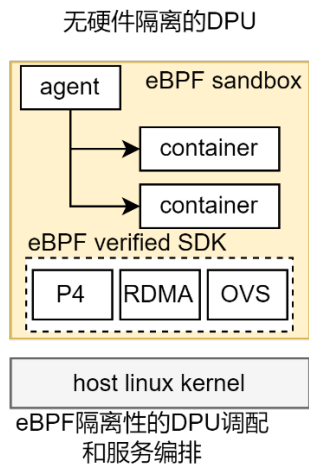 无硬件隔离的DPU
eBPF sandbox
agent
container
container
eBPF verified SDK
P4
RDMA
OVS
host linux kernel
eBPF隔离性的DPU调配
和服务编排